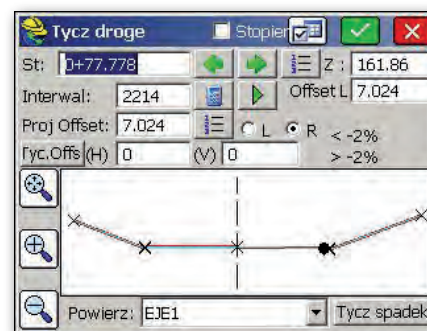 Tycz droge Stopien
St: 0+77.778 Z : 161.86
Interwal: 2214 Offset L 7.024
Proj Offset: 7.024 L R < -2%
Tyc.Offs (H) 0 (V) 0 > -2%
Powierz: EJE1 Tycz spadek